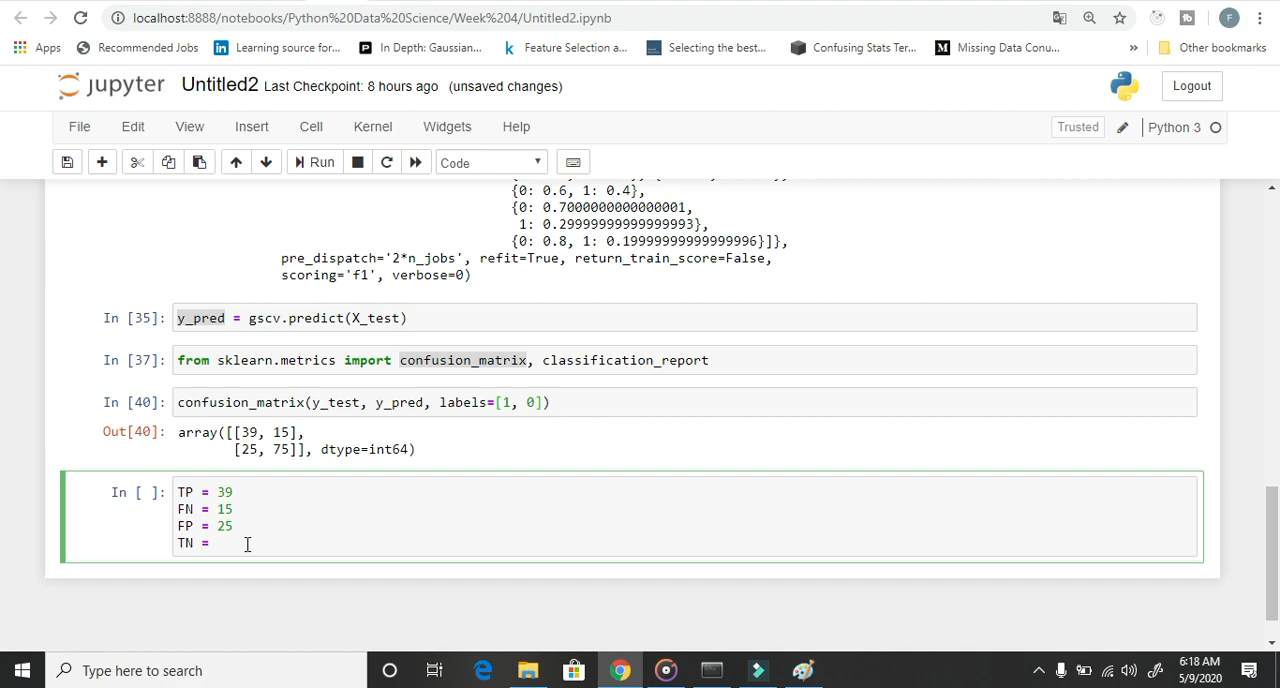 localhost:8888/notebooks/Python%20Data%20Science/Week%204/Untitled2.ipynb
Apps Recommended Jobs Learning source for... In Depth: Gaussian... Feature Selection a... Selecting the best... Confusing Stats Ter... Missing Data Conu... » Other bookmarks
jupyter Untitled2 Last Checkpoint: 8 hours ago (unsaved changes) Logout
File Edit View Insert Cell Kernel Widgets Help Trusted Python 3
Run Code
{0: 0.6, 1: 0.4},
{0: 0.7000000000000001,
1: 0.29999999999999993},
{0: 0.8, 1: 0.19999999999999996}]},
pre_dispatch='2*n_jobs', refit=True, return_train_score=False,
scoring='f1', verbose=0)
In [35]: y_pred = gscv.predict(X_test)
In [37]: from sklearn.metrics import confusion_matrix, classification_report
In [40]: confusion_matrix(y_test, y_pred, labels=[1, 0])
Out[40]: array([[39, 15],
[25, 75]], dtype=int64)
In [ ]: TP = 39
FN = 15
FP = 25
TN =
Type here to search
6:18 AM
5/9/2020